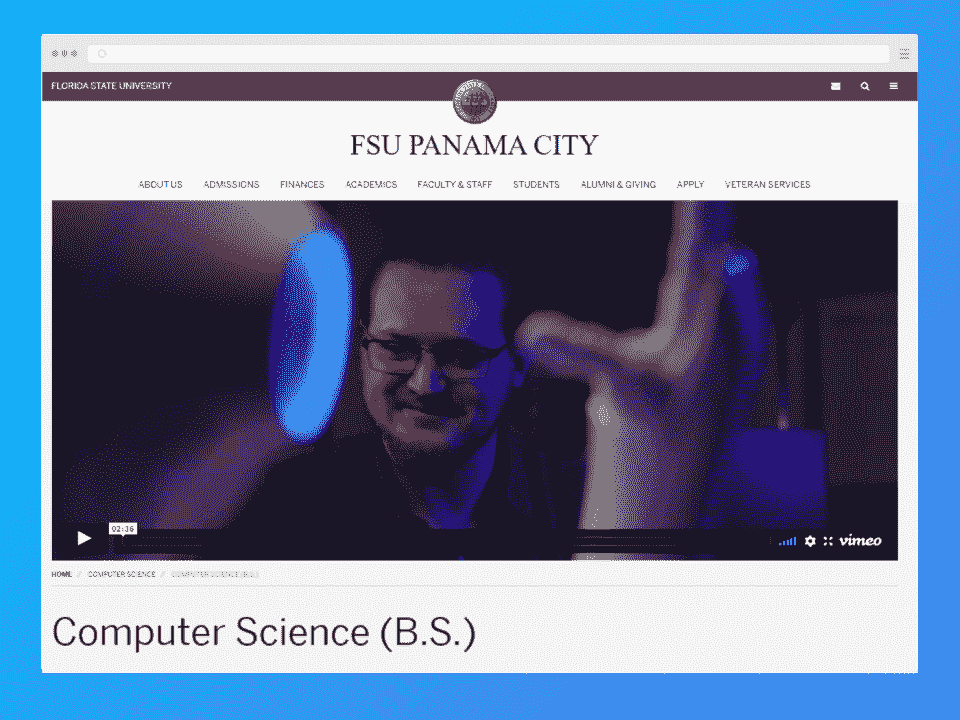 FLORIDA STATE UNIVERSITY
FSU PANAMA CITY
ABOUT US ADMISSIONS FINANCES ACADEMICS FACULTY & STAFF STUDENTS ALUMNI & GIVING APPLY VETERAN SERVICES
02:36
vimeo
HOME / COMPUTER SCIENCE / COMPUTER SCIENCE (B.S.)
Computer Science (B.S.)